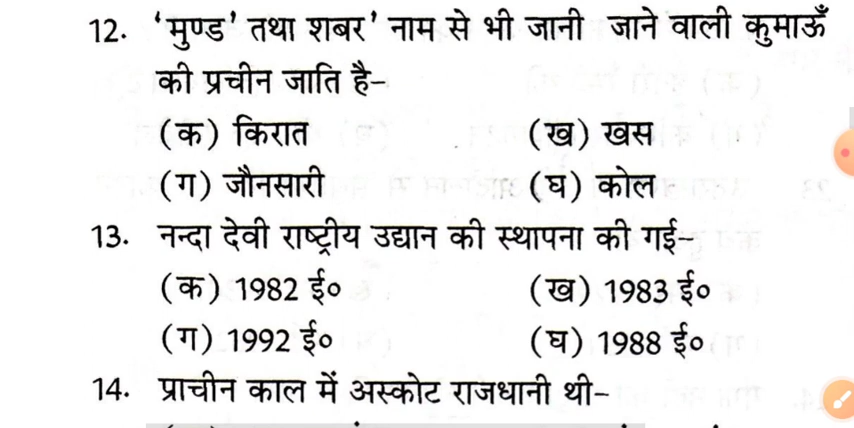 12. ‘मुण्ड’ तथा शबर’ नाम से भी जानी जाने वाली कुमाऊँ
की प्रचीन जाति है–
(क) किरात (ख) खस
(ग) जौनसारी (घ) कोल
13. नन्दा देवी राष्ट्रीय उद्यान की स्थापना की गई–
(क) 1982 ई० (ख) 1983 ई०
(ग) 1992 ई० (घ) 1988 ई०
14. प्राचीन काल में अस्कोट राजधानी थी–